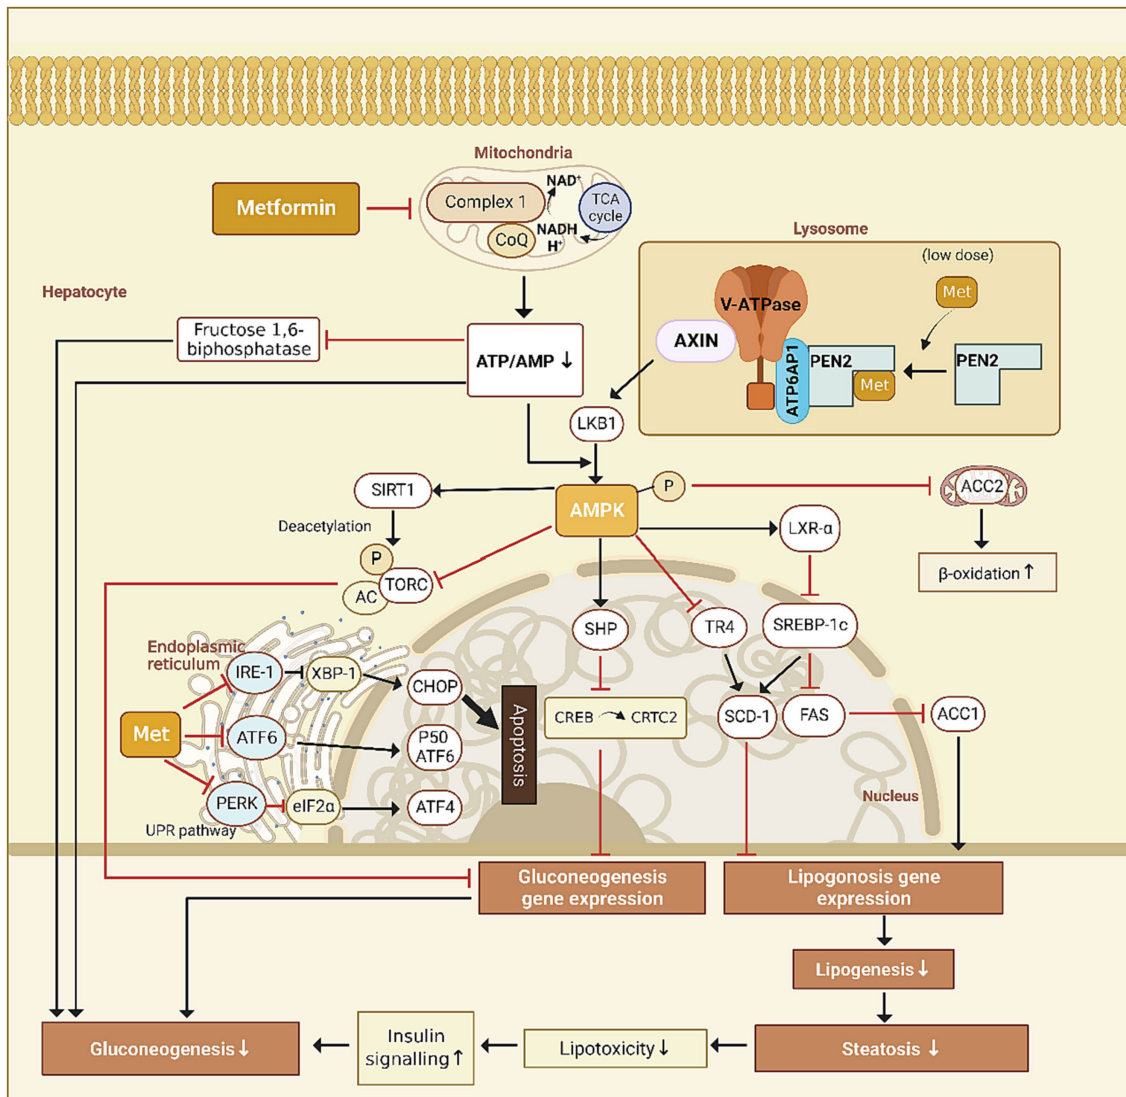 Mitochondria
Metformin
Complex 1
NAD⁺
TCA
cycle
CoQ
NADH
H⁺
Lysosome
(low dose)
Met
V-ATPase
AXIN
ATP6AP1
PEN2
Met
PEN2
Hepatocyte
Fructose 1,6-
biphosphatase
ATP/AMP ↓
LKB1
SIRT1
AMPK
P
ACC2
Deacetylation
LXR-α
P
TORC
AC
β-oxidation ↑
SHP
TR4
SREBP-1c
Endoplasmic
reticulum
IRE-1
XBP-1
CHOP
Apoptosis
CREB
CRTC2
SCD-1
FAS
ACC1
Met
ATF6
P50
ATF6
PERK
eIF2α
ATF4
Nucleus
UPR pathway
Gluconeogenesis
gene expression
Lipogonosis gene
expression
Lipogenesis ↓
Gluconeogenesis ↓
Insulin
signalling ↑
Lipotoxicity ↓
Steatosis ↓